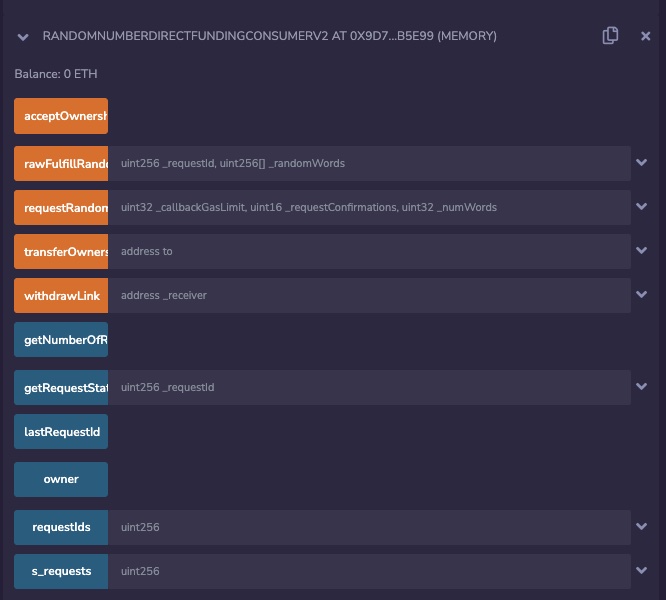 RANDOMNUMBERDIRECTFUNDINGCONSUMERV2 AT 0X9D7...B5E99 (MEMORY)
Balance: 0 ETH
acceptOwnersh
rawFulfillRando uint256 _requestId, uint256[] _randomWords
requestRandom uint32 _callbackGasLimit, uint16 _requestConfirmations, uint32 _numWords
transferOwners address to
withdrawLink address _receiver
getNumberOfR
getRequestStat uint256 _requestId
lastRequestId
owner
requestIds uint256
s_requests uint256